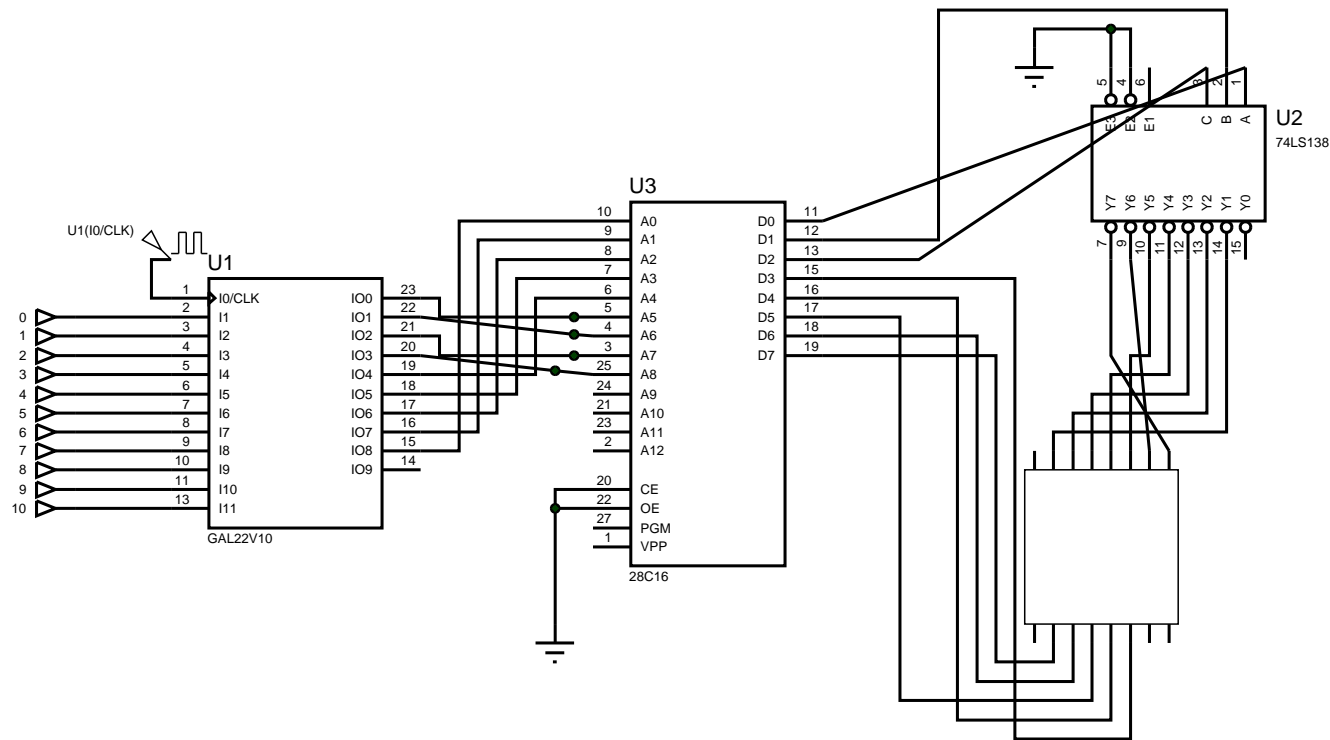 U1(I0/CLK)
U1
1 I0/CLK
2 I1
3 I2
4 I3
5 I4
6 I5
7 I6
8 I7
9 I8
10 I9
11 I10
13 I11
0
1
2
3
4
5
6
7
8
9
10
IO0 23
IO1 22
IO2 21
IO3 20
IO4 19
IO5 18
IO6 17
IO7 16
IO8 15
IO9 14
GAL22V10
U3
10 A0
9 A1
8 A2
7 A3
6 A4
5 A5
4 A6
3 A7
25 A8
24 A9
21 A10
23 A11
2 A12
20 CE
22 OE
27 PGM
1 VPP
D0 11
D1 12
D2 13
D3 15
D4 16
D5 17
D6 18
D7 19
28C16
U2
74LS138
5 E3
4 E2
6 E1
3 C
2 B
1 A
Y7 7
Y6 9
Y5 10
Y4 11
Y3 12
Y2 13
Y1 14
Y0 15